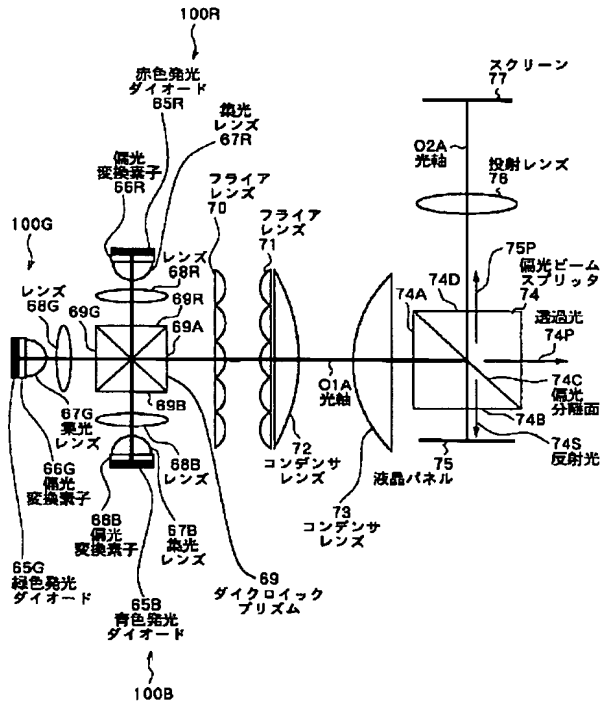 100R
赤色発光
ダイオード
65R
集光
レンズ
67R
偏光
変換素子
66R
フライア
レンズ
70
フライア
レンズ
71
スクリーン
77
O2A
光軸
投射レンズ
76
100G
レンズ
68G
レンズ
68R
69R
69G
69A
69B
75P
偏光ビーム
スプリッタ
74D
74
74A
透過光
74P
74C
偏光
分離面
74B
74S
反射光
O1A
光軸
67G
集光
レンズ
66G
偏光
変換素子
65G
緑色発光
ダイオード
68B
レンズ
66B
偏光
変換素子
67B
集光
レンズ
65B
青色発光
ダイオード
100B
69
ダイクロイック
プリズム
72
コンデンサ
レンズ
73
コンデンサ
レンズ
75
液晶パネル